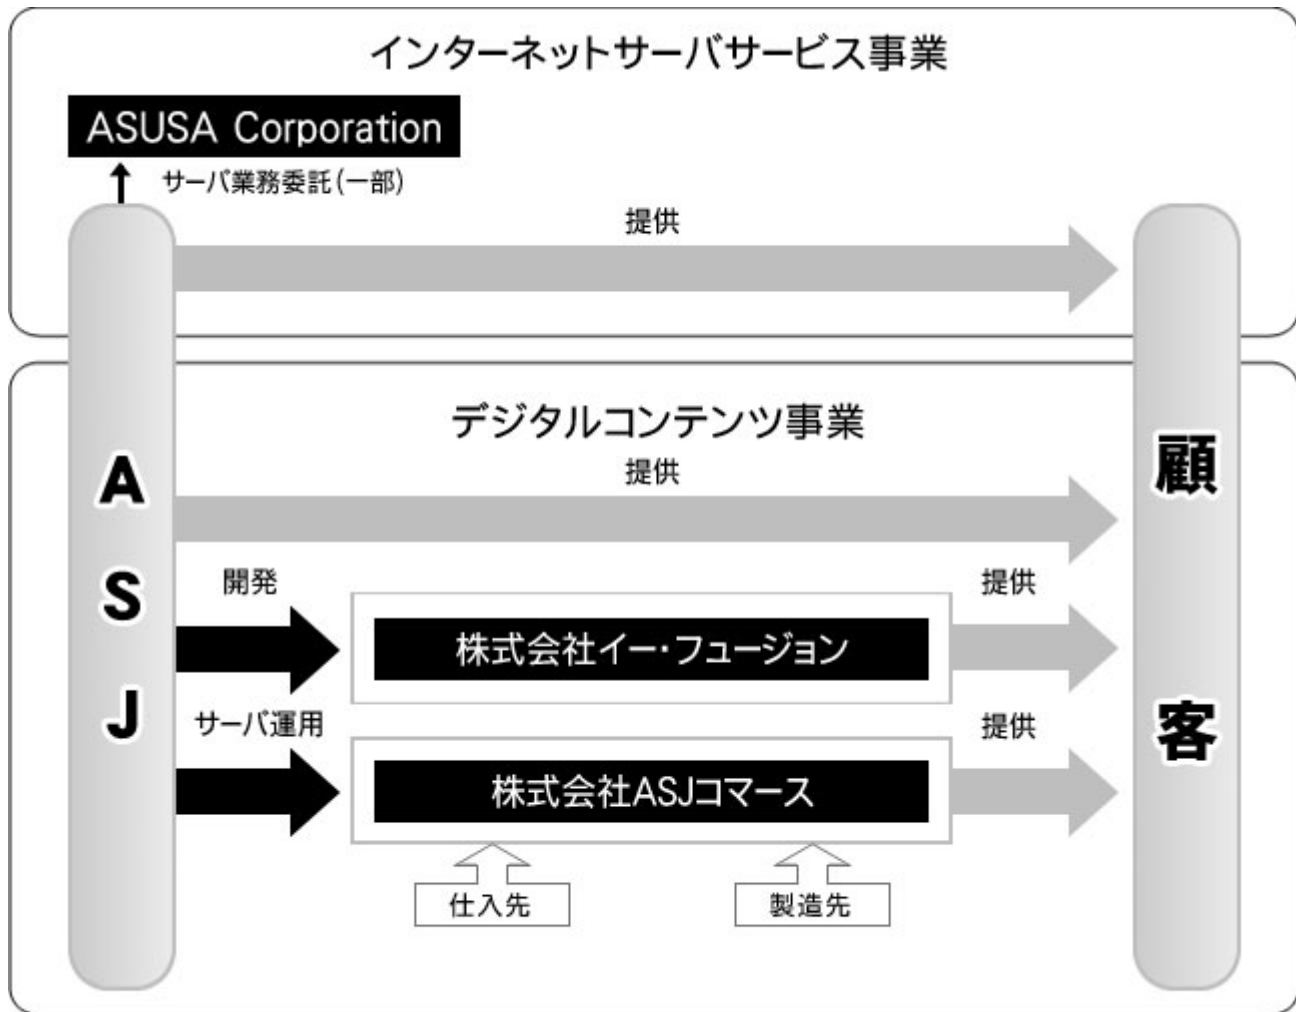 インターネットサーバサービス事業
ASUSA Corporation
サーバ業務委託(一部)
提供
デジタルコンテンツ事業
提供
ASJ
顧客
開発
株式会社イー・フュージョン
提供
サーバ運用
株式会社ASJコマース
提供
仕入先
製造先